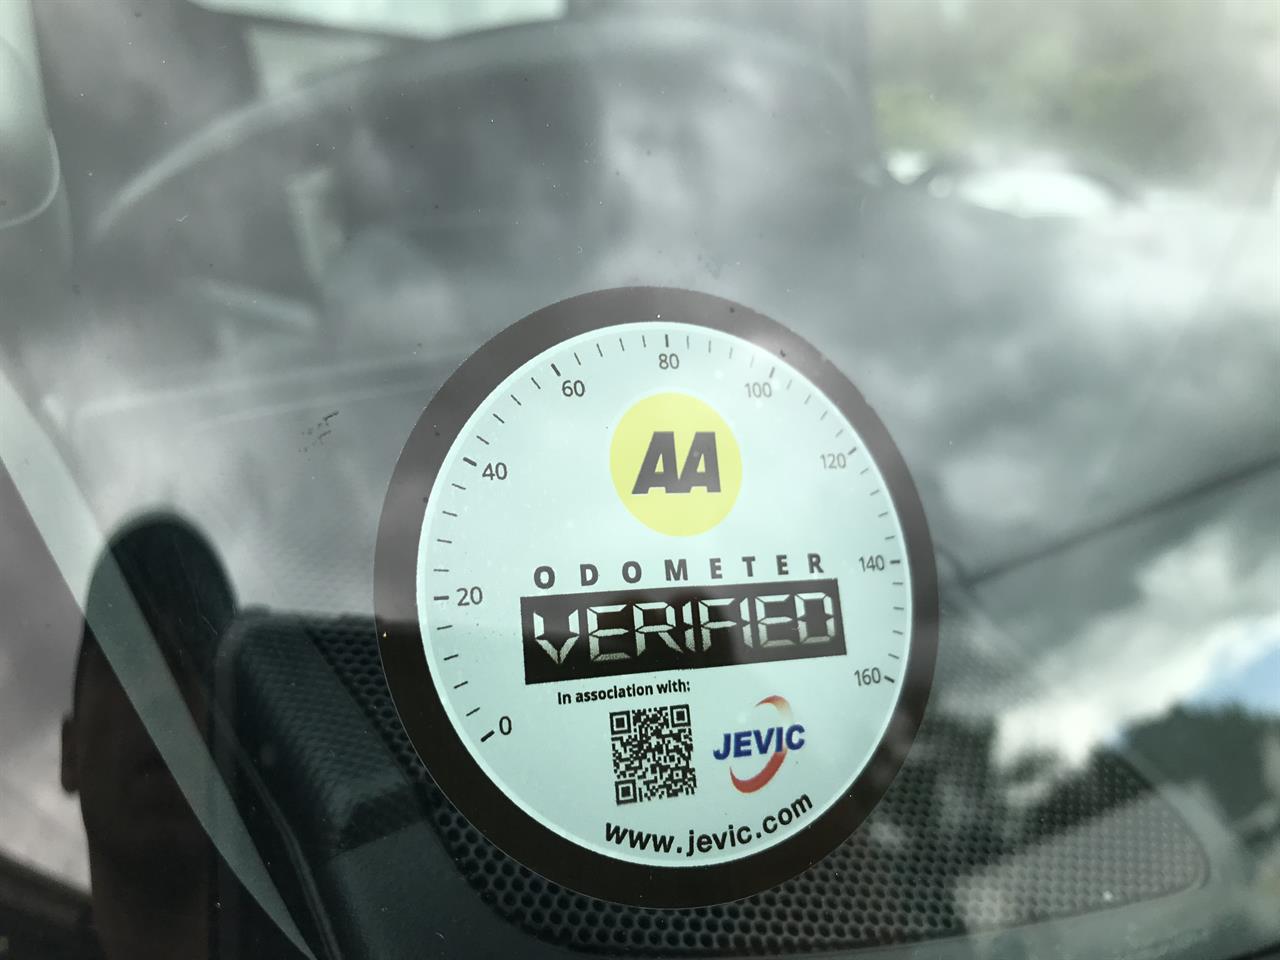 0
20
40
60
80
100
120
140
160
AA
ODOMETER
VERIFIED
In association with:
JEVIC
www.jevic.com